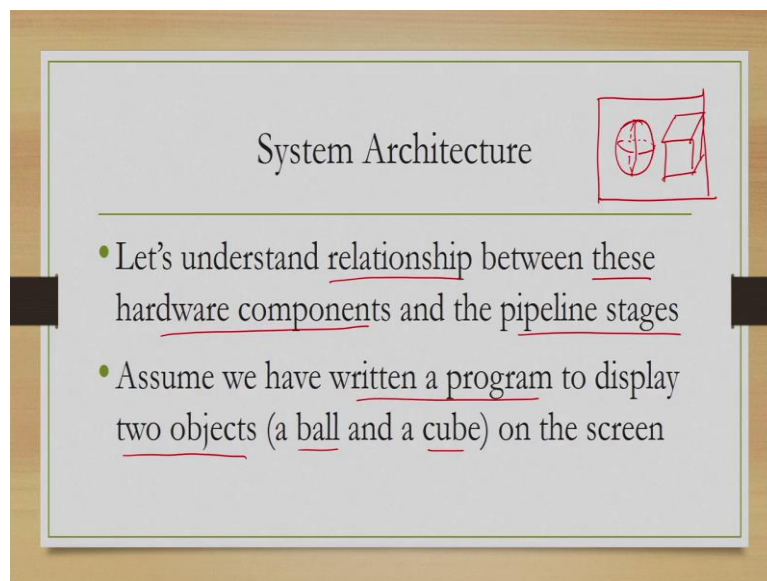 System Architecture
• Let's understand relationship between these
hardware components and the pipeline stages
• Assume we have written a program to display
two objects (a ball and a cube) on the screen